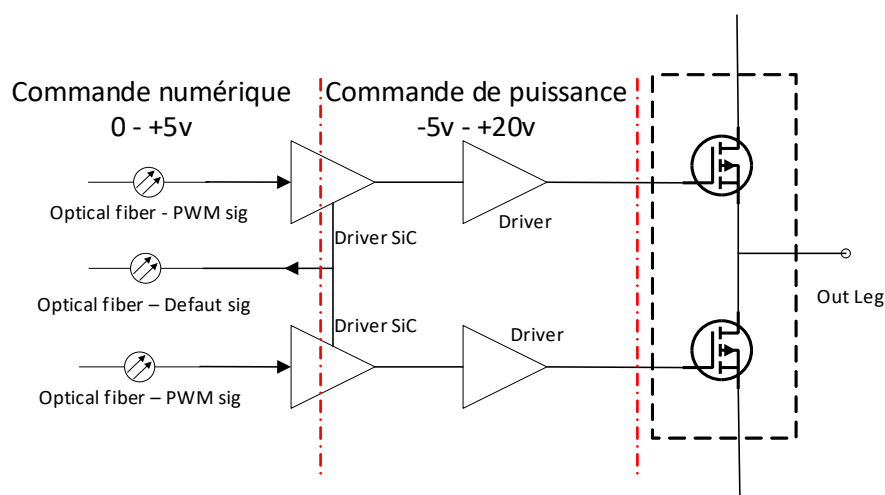 Commande numérique
0 - +5v
Commande de puissance
-5v - +20v
Optical fiber - PWM sig
Driver SiC
Driver
Optical fiber – Defaut sig
Out Leg
Driver SiC
Driver
Optical fiber – PWM sig